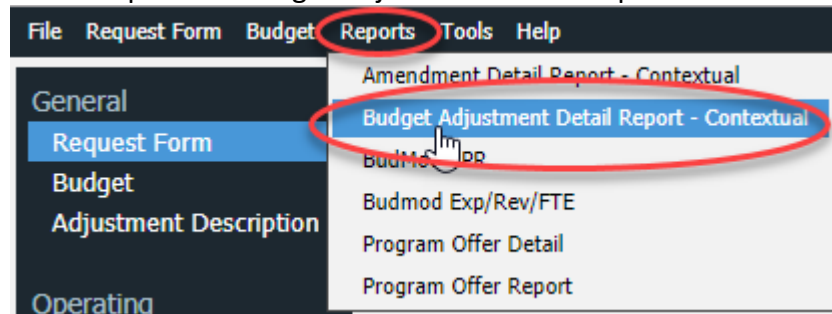 File Request Form Budget Reports Tools Help
General
Request Form
Budget
Adjustment Description
Operating
Amendment Detail Report - Contextual
Budget Adjustment Detail Report - Contextual
Budmod Exp/Rev/FTE
Program Offer Detail
Program Offer Report